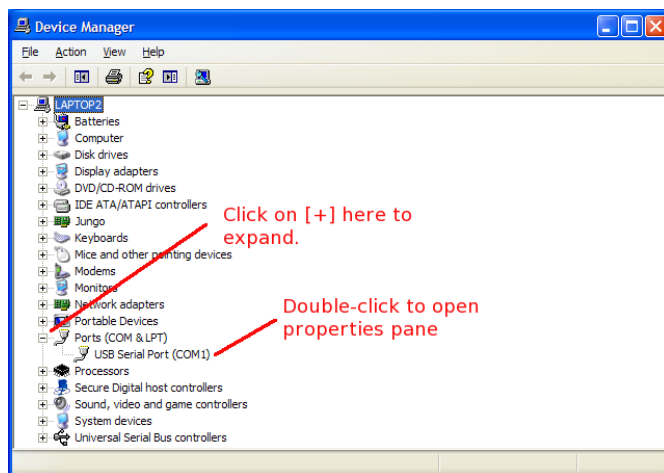 Device Manager
File Action View Help
LAPTOP2
Batteries
Computer
Disk drives
Display adapters
DVD/CD-ROM drives
IDE ATA/ATAPI controllers
Jungo
Click on [+] here to
expand.
Keyboards
Mice and other pointing devices
Modems
Monitors
Network adapters
Double-click to open
properties pane
Portable Devices
Ports (COM & LPT)
USB Serial Port (COM1)
Processors
Secure Digital host controllers
Sound, video and game controllers
System devices
Universal Serial Bus controllers